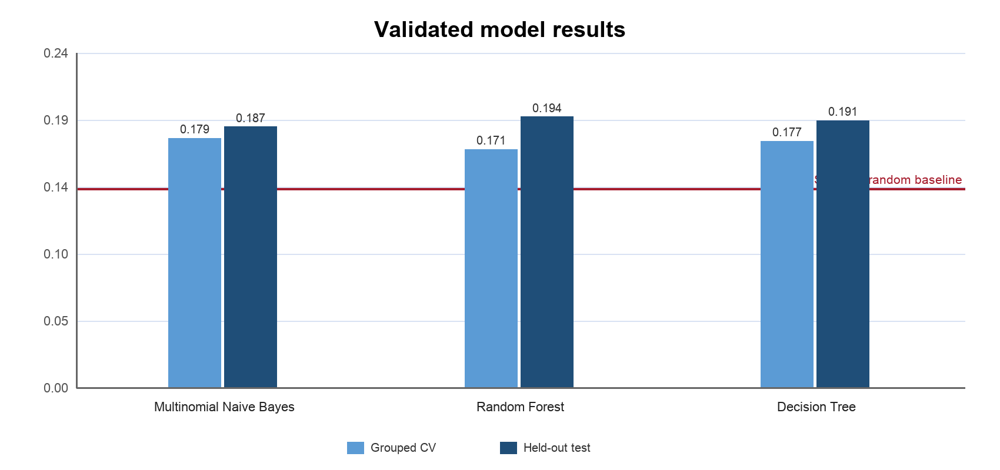 Validated model results
0.24
0.19
0.14
0.10
0.05
0.00
0.179
0.187
0.171
0.194
0.177
0.191
random baseline
Multinomial Naive Bayes
Random Forest
Decision Tree
Grouped CV
Held-out test